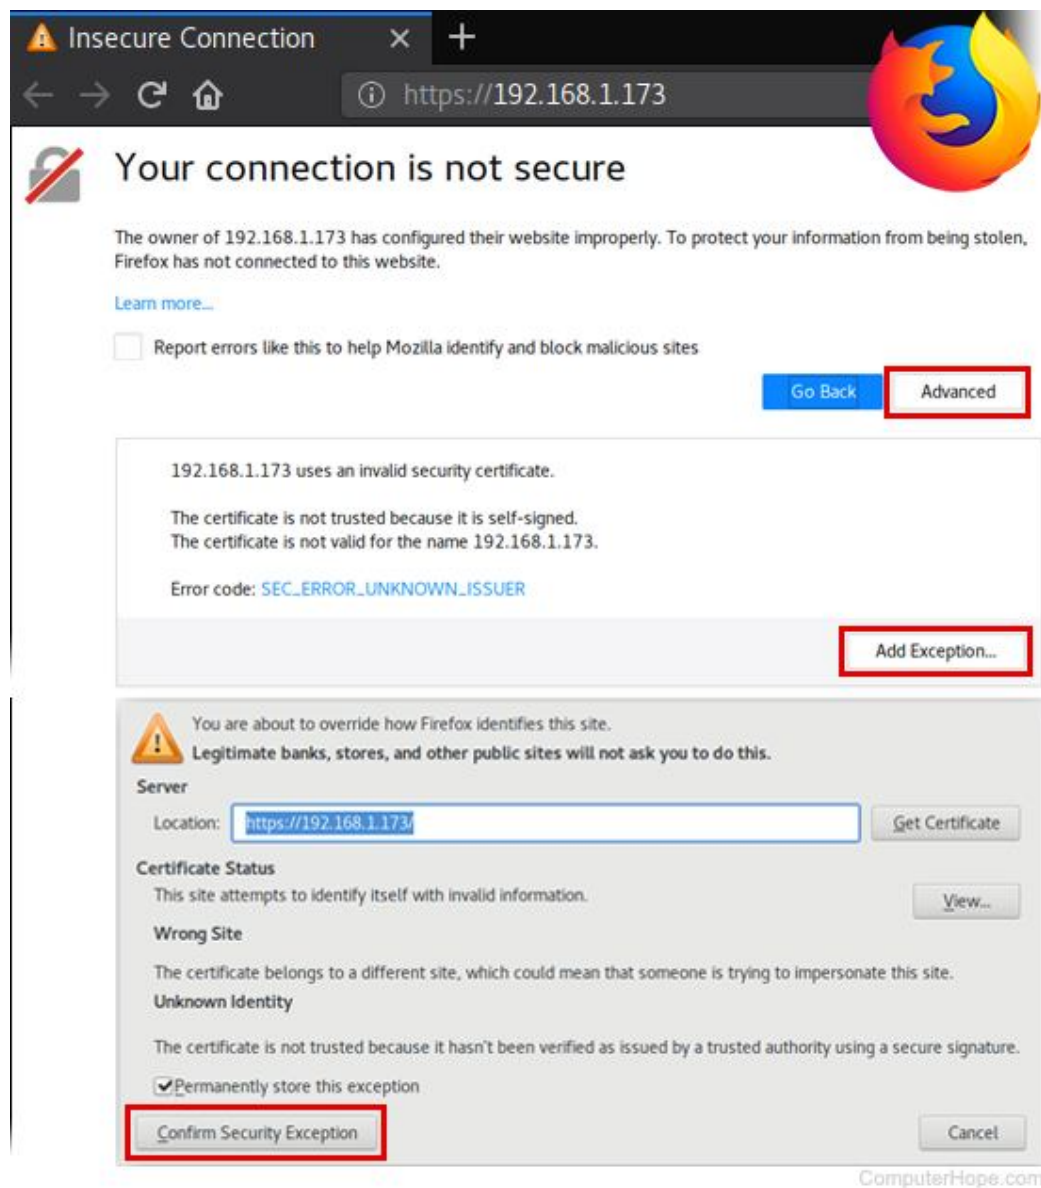 Insecure Connection
https://192.168.1.173
Your connection is not secure
The owner of 192.168.1.173 has configured their website improperly. To protect your information from being stolen,
Firefox has not connected to this website.
Learn more...
Report errors like this to help Mozilla identify and block malicious sites
Go Back
Advanced
192.168.1.173 uses an invalid security certificate.
The certificate is not trusted because it is self-signed.
The certificate is not valid for the name 192.168.1.173.
Error code: SEC_ERROR_UNKNOWN_ISSUER
Add Exception...
You are about to override how Firefox identifies this site.
Legitimate banks, stores, and other public sites will not ask you to do this.
Server
Location: https://192.168.1.173/
Get Certificate
Certificate Status
This site attempts to identify itself with invalid information.
View...
Wrong Site
The certificate belongs to a different site, which could mean that someone is trying to impersonate this site.
Unknown Identity
The certificate is not trusted because it hasn't been verified as issued by a trusted authority using a secure signature.
Permanently store this exception
Confirm Security Exception
Cancel
ComputerHope.com